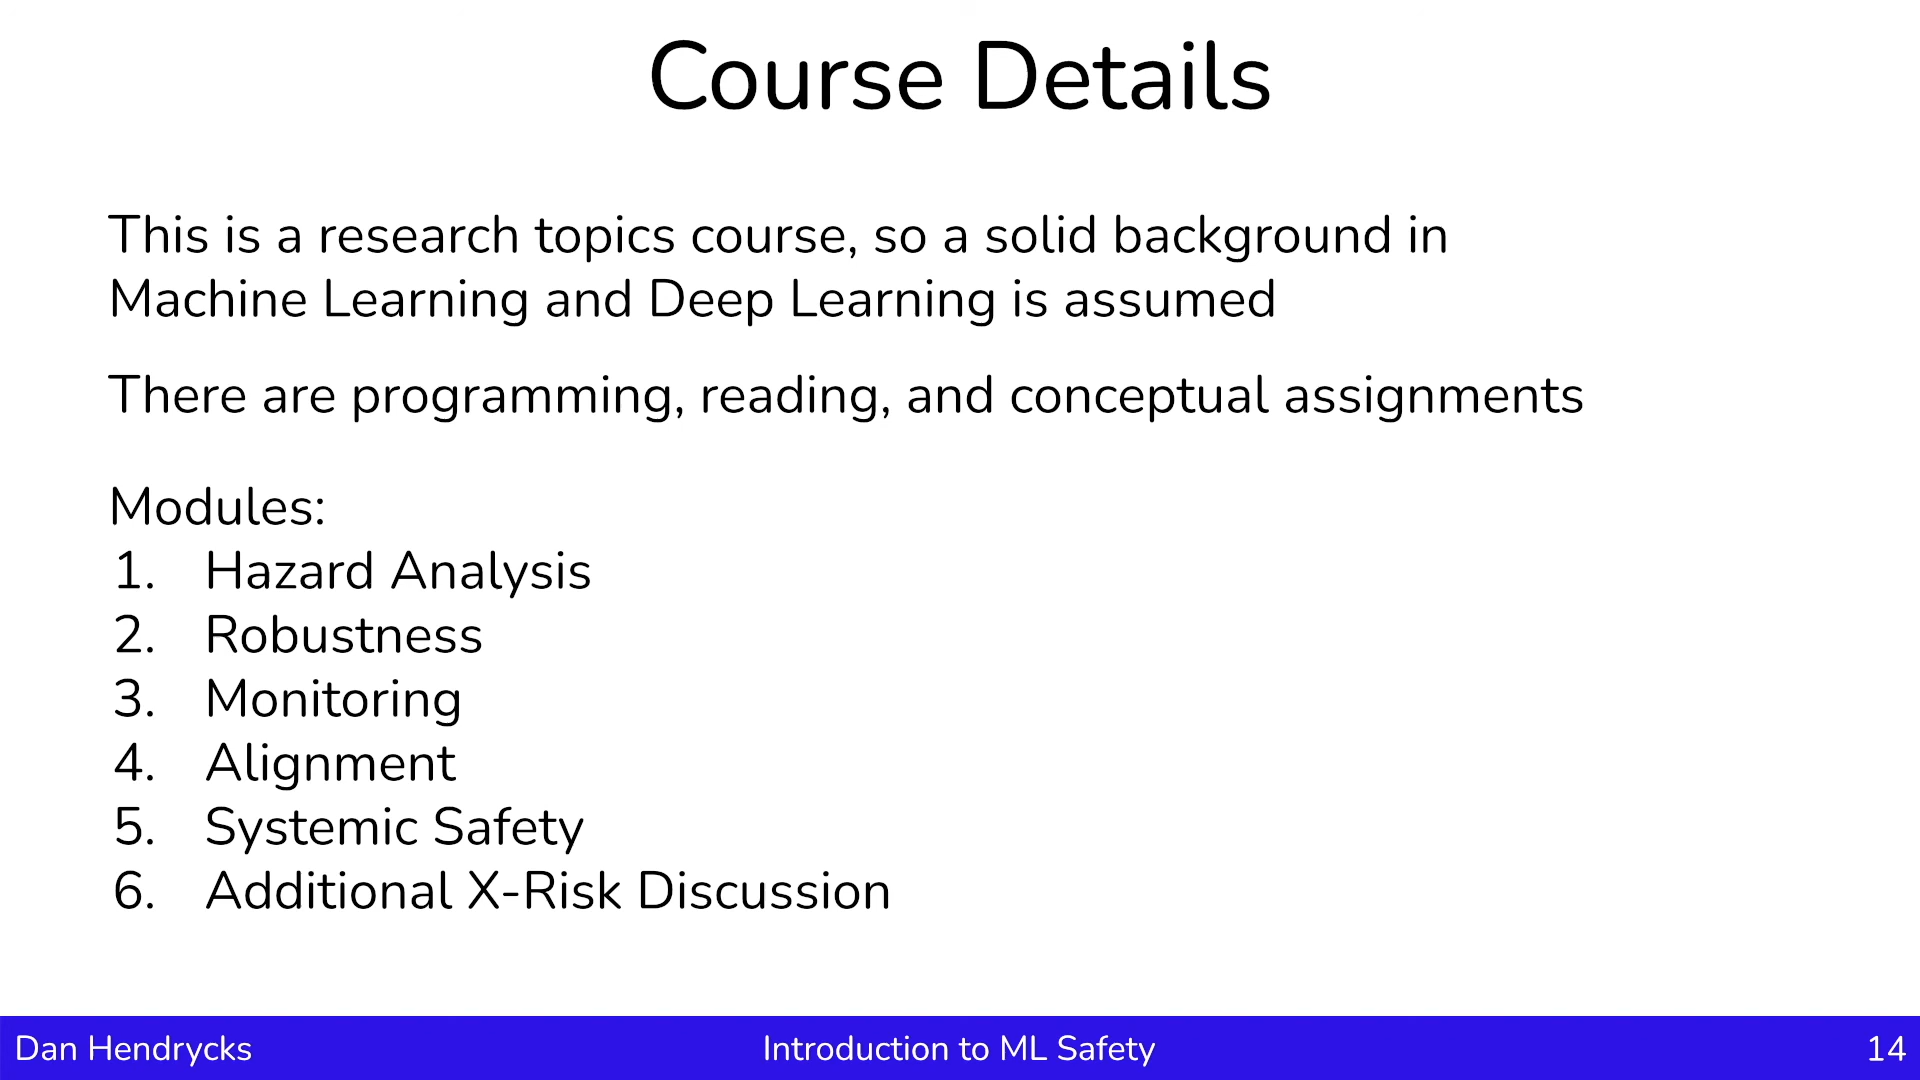 Course Details
This is a research topics course, so a solid background in
Machine Learning and Deep Learning is assumed
There are programming, reading, and conceptual assignments
Modules:
1. Hazard Analysis
2. Robustness
3. Monitoring
4. Alignment
5. Systemic Safety
6. Additional X-Risk Discussion
Dan Hendrycks
Introduction to ML Safety
14